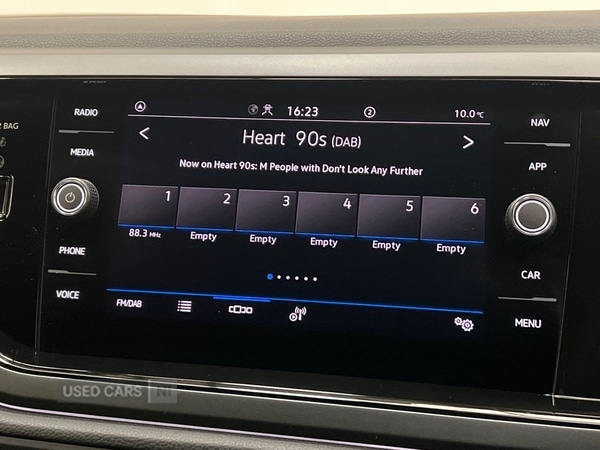 RADIO
MEDIA
PHONE
VOICE
16:23
2
10.0°C
Heart 90s (DAB)
Now on Heart 90s: M People with Don't Look Any Further
1 2 3 4 5 6
88.3 MHz Empty Empty Empty Empty Empty
FM/DAB
NAV
APP
CAR
MENU
BAG
USED CARS NI